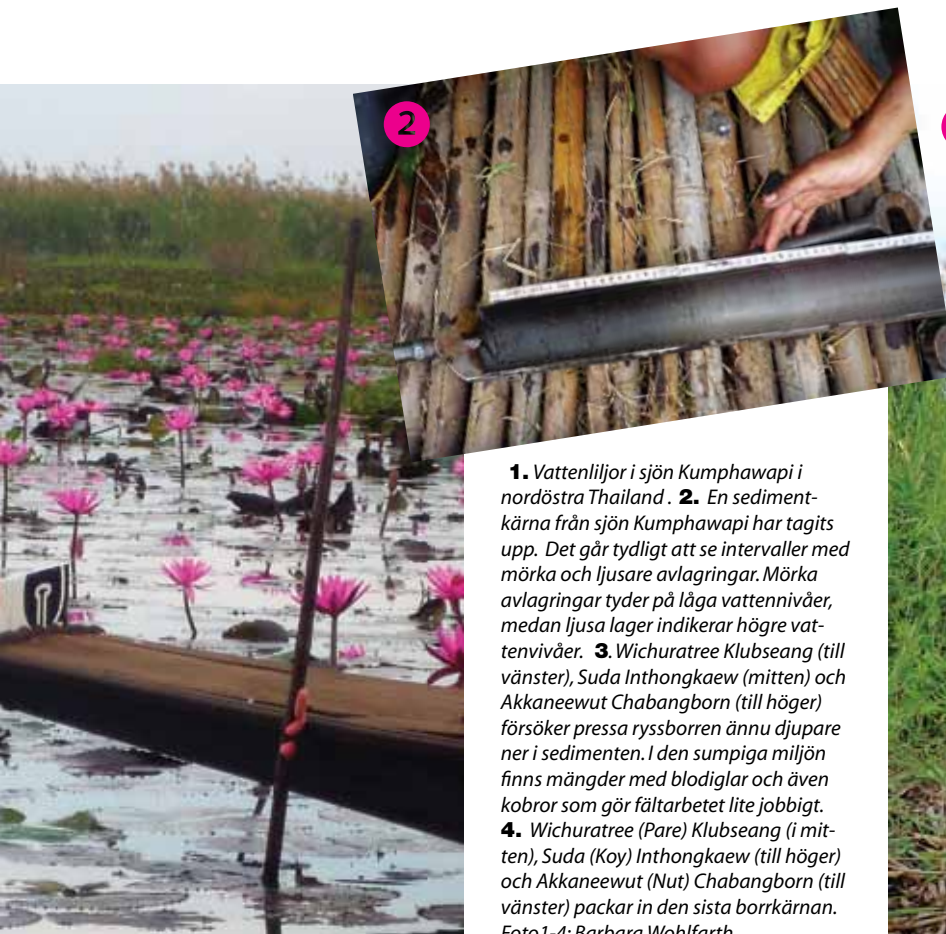 2
1. Vattenliljor i sjön Kumphawapi i
nordöstra Thailand . 2. En sediment-
kärna från sjön Kumphawapi har tagits
upp. Det går tydligt att se intervaller med
mörka och ljusare avlagringar. Mörka
avlagringar tyder på låga vattennivåer,
medan ljusa lager indikerar högre vat-
tenvivåer. 3. Wichuratree Klubseang (till
vänster), Suda Inthongkaew (mitten) och
Akkaneewut Chabangborn (till höger)
försöker pressa ryssborren ännu djupare
ner i sedimenten. I den sumpiga miljön
finns mängder med blodiglar och även
kobror som gör fältarbetet lite jobbigt.
4. Wichuratree (Pare) Klubseang (i mit-
ten), Suda (Koy) Inthongkaew (till höger)
och Akkaneewut (Nut) Chabangborn (till
vänster) packar in den sista borrkärnan.
Foto1-4: Barbara Wohlfarth